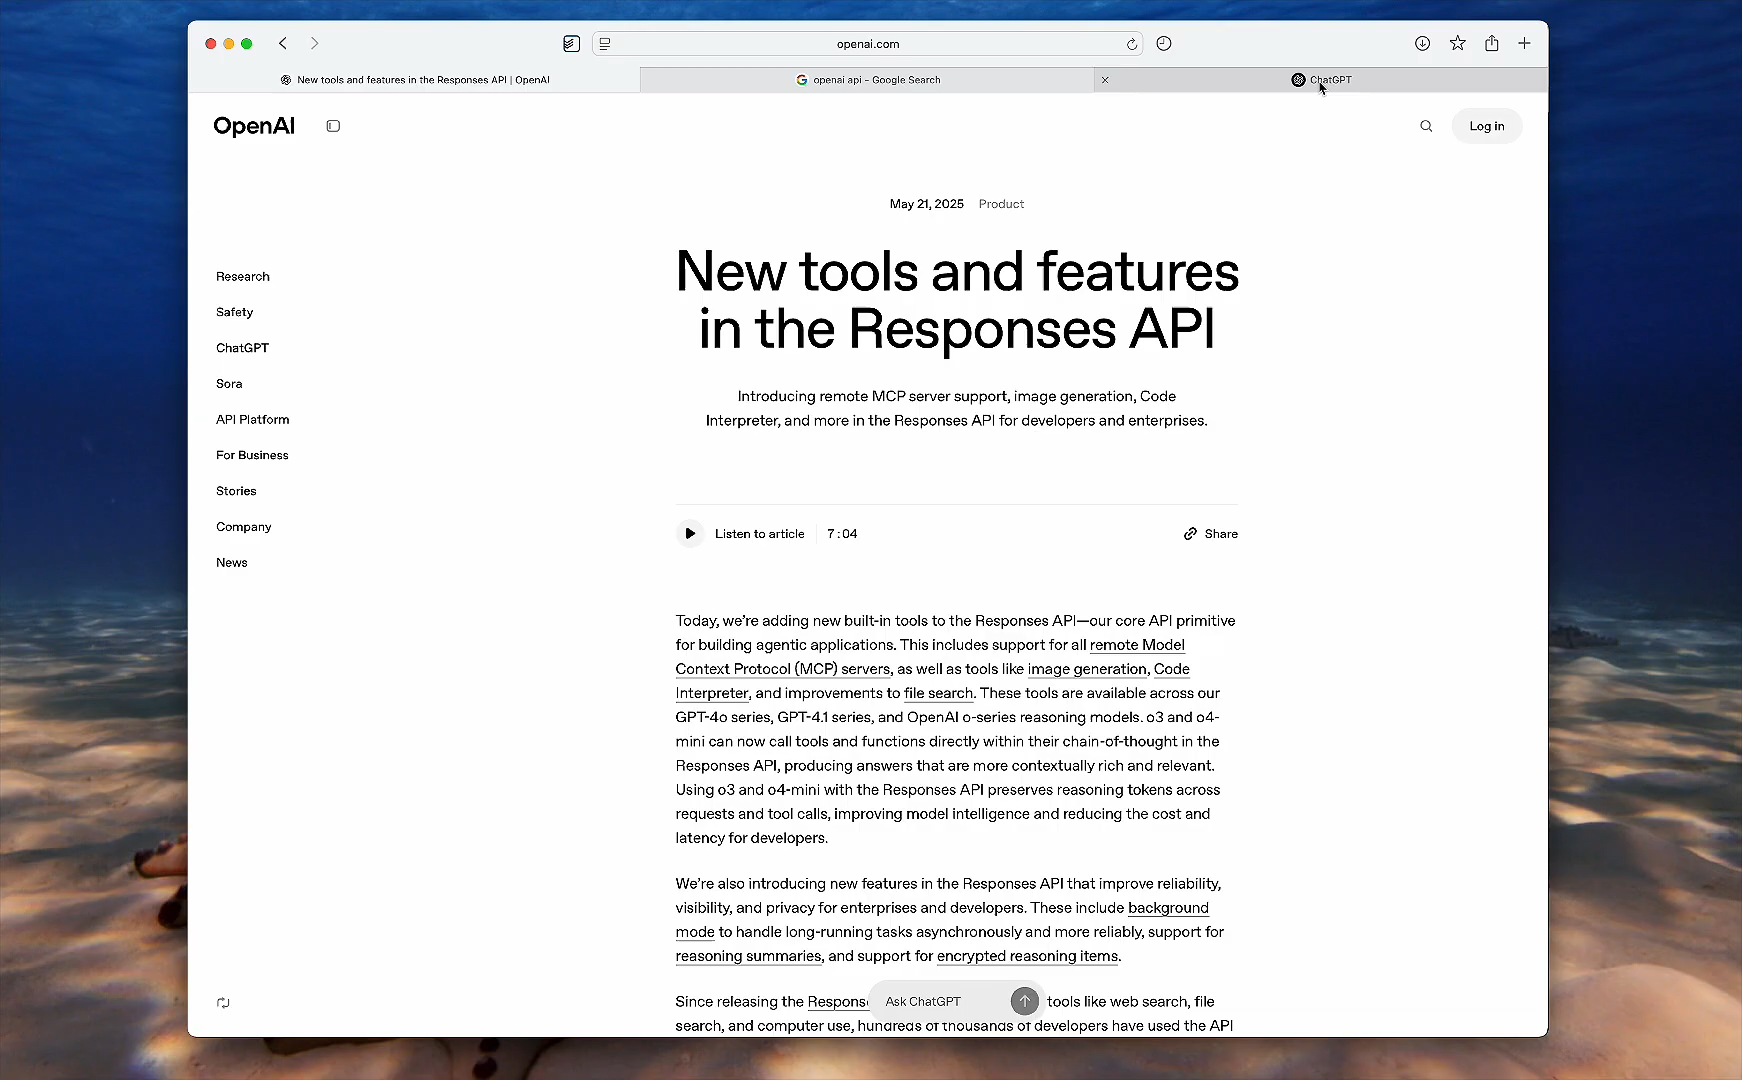 openai.com
New tools and features in the Responses API | OpenAI
openai api - Google Search
ChatGPT
OpenAI
Log in
May 21, 2025 Product
Research
Safety
ChatGPT
Sora
API Platform
For Business
Stories
Company
News
New tools and features
in the Responses API
Introducing remote MCP server support, image generation, Code
Interpreter, and more in the Responses API for developers and enterprises.
Listen to article 7:04
Share
Today, we’re adding new built-in tools to the Responses API—our core API primitive
for building agentic applications. This includes support for all remote Model
Context Protocol (MCP) servers, as well as tools like image generation, Code
Interpreter, and improvements to file search. These tools are available across our
GPT-4o series, GPT-4.1 series, and OpenAI o-series reasoning models. o3 and o4-
mini can now call tools and functions directly within their chain-of-thought in the
Responses API, producing answers that are more contextually rich and relevant.
Using o3 and o4-mini with the Responses API preserves reasoning tokens across
requests and tool calls, improving model intelligence and reducing the cost and
latency for developers.
We’re also introducing new features in the Responses API that improve reliability,
visibility, and privacy for enterprises and developers. These include background
mode to handle long-running tasks asynchronously and more reliably, support for
reasoning summaries, and support for encrypted reasoning items.
Since releasing the Respons
Ask ChatGPT
tools like web search, file
search, and computer use, hundreds of thousands of developers have used the API